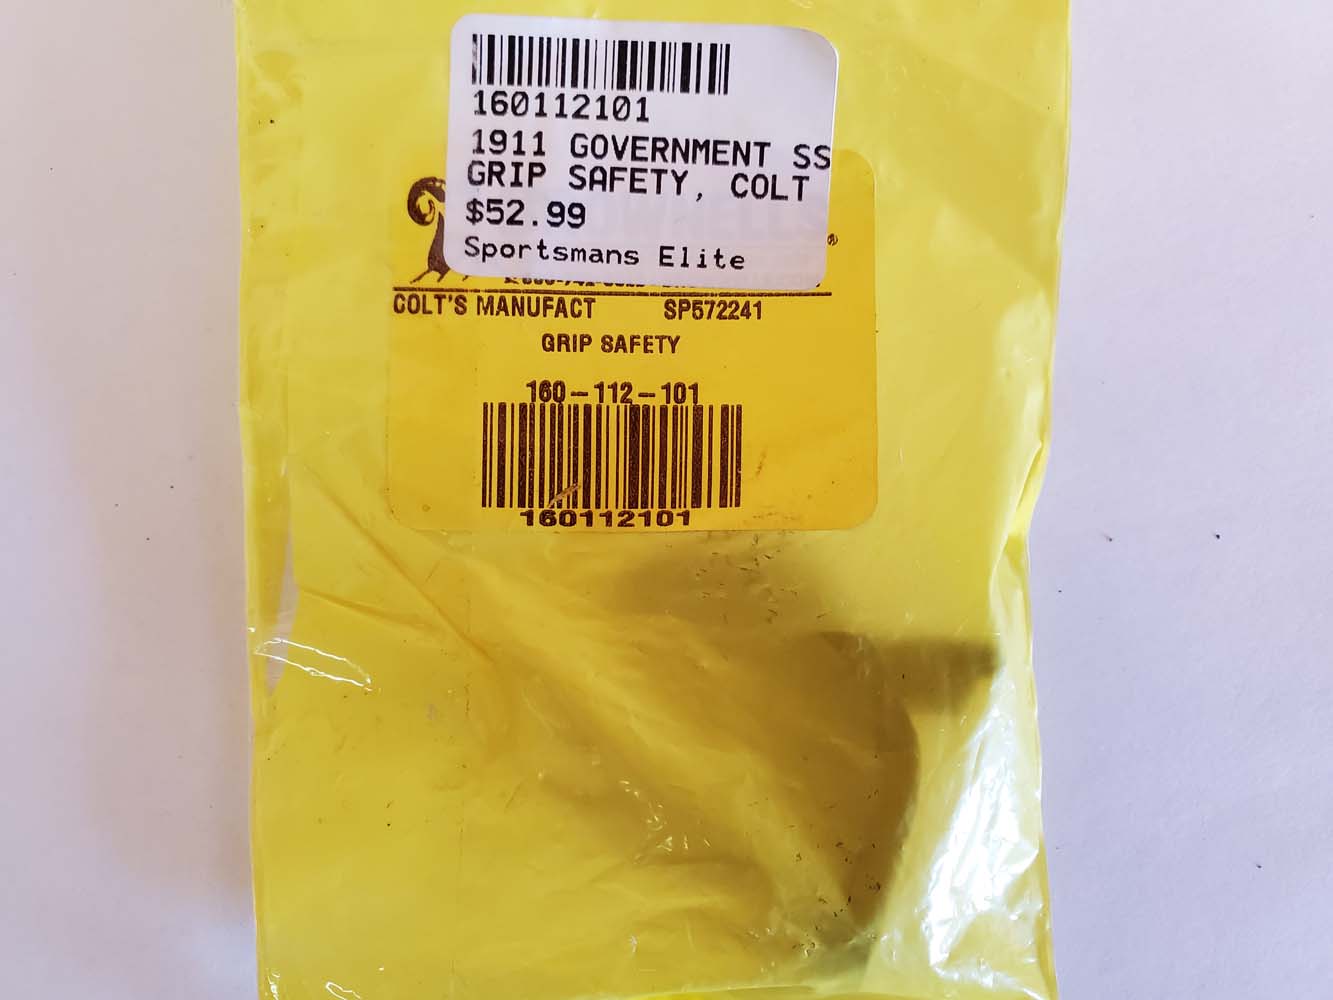 160112101
1911 GOVERNMENT SS
GRIP SAFETY, COLT
$52.99
Sportsmans Elite
®
COLT'S MANUFACT SP572241
GRIP SAFETY
160-112-101
160112101